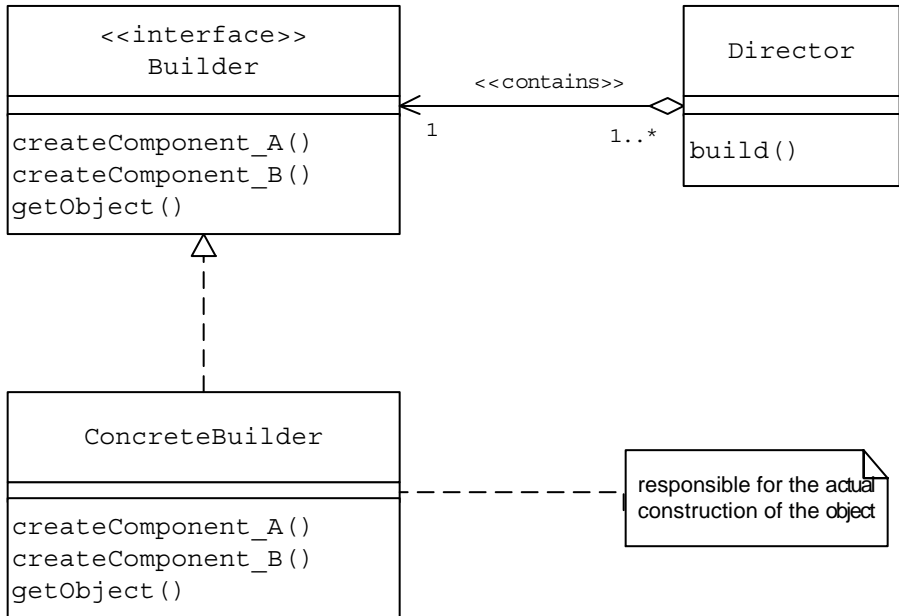 <<interface>>
Builder
createComponent_A()
createComponent_B()
getObject()
<<contains>>
1
1..*
Director
build()
ConcreteBuilder
createComponent_A()
createComponent_B()
getObject()
responsible for the actual
construction of the object